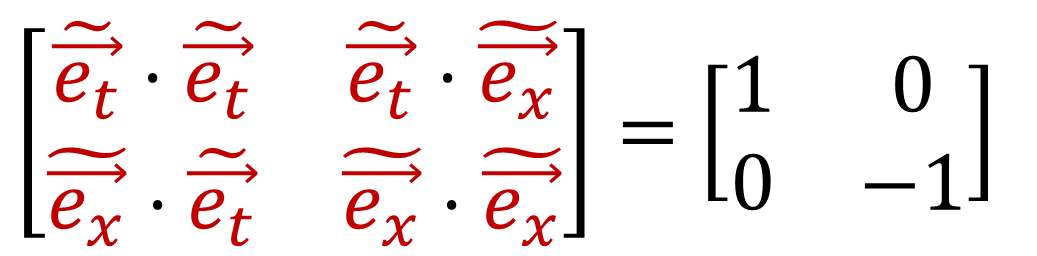 [ẽ⃗_t · ẽ⃗_t   ẽ⃗_t · ẽ⃗_x] = [1   0]
[ẽ⃗_x · ẽ⃗_t   ẽ⃗_x · ẽ⃗_x]   [0   −1]